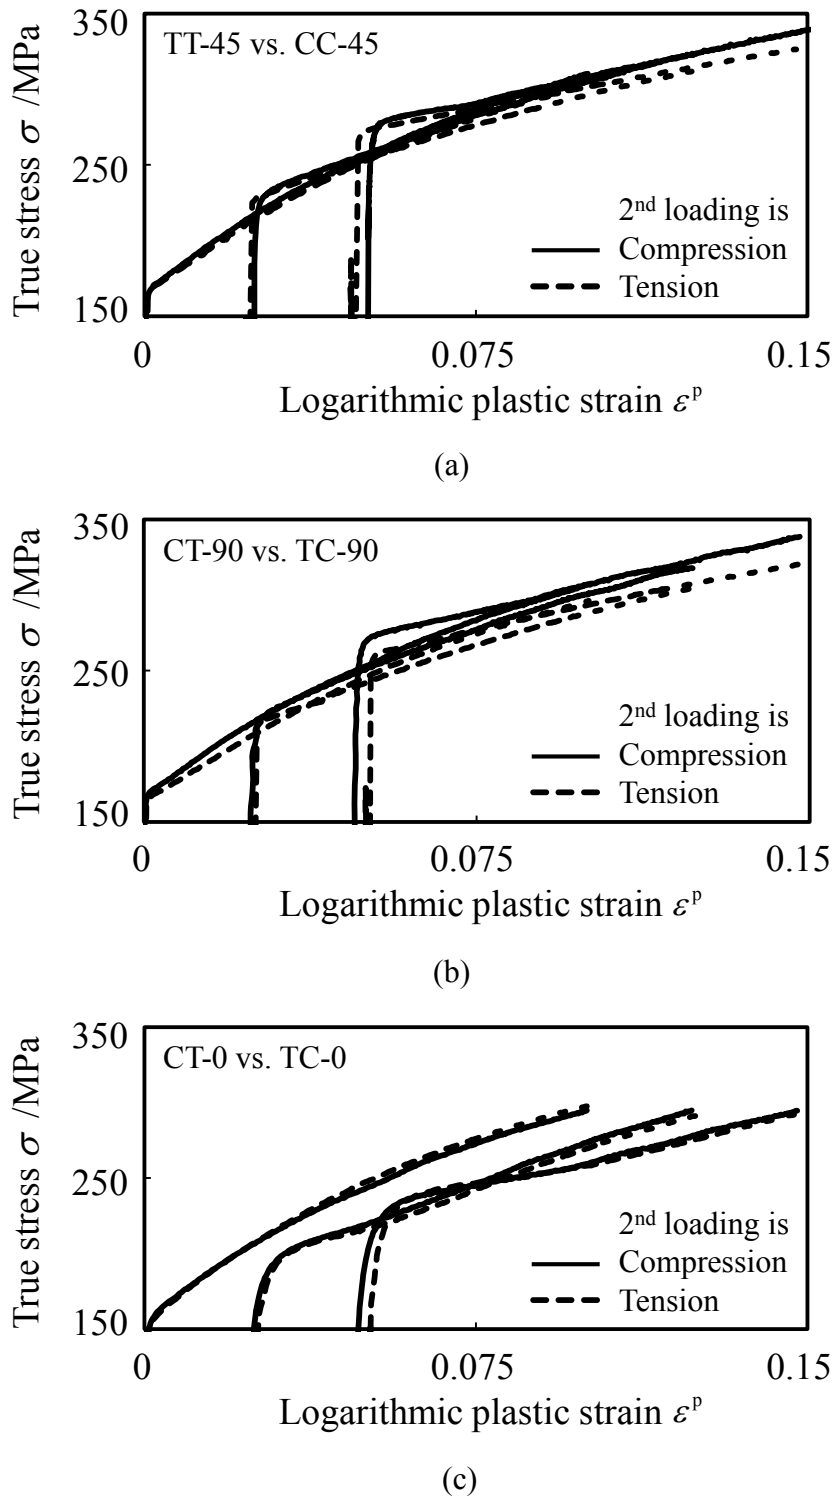 350
TT-45 vs. CC-45
250
2nd loading is
Compression
Tension
150
0
0.075
0.15
True stress σ /MPa
Logarithmic plastic strain εᵖ
(a)
350
CT-90 vs. TC-90
250
2nd loading is
Compression
Tension
150
0
0.075
0.15
True stress σ /MPa
Logarithmic plastic strain εᵖ
(b)
350
CT-0 vs. TC-0
250
2nd loading is
Compression
Tension
150
0
0.075
0.15
True stress σ /MPa
Logarithmic plastic strain εᵖ
(c)